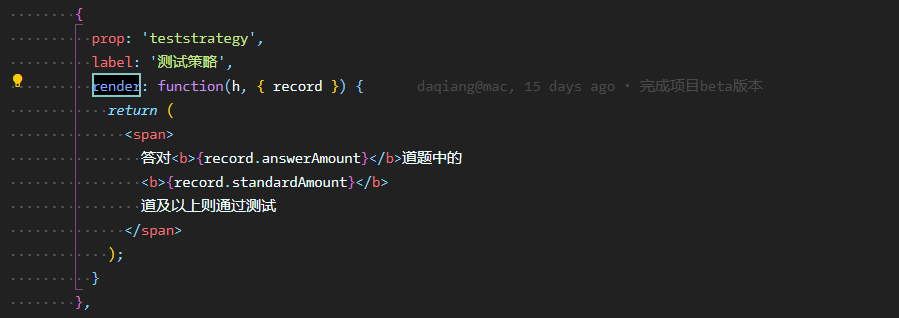 {
prop: 'teststrategy',
label: '测试策略',
render: function(h, { record }) { daqiang@mac, 15 days ago • 完成项目beta版本
return (
<span>
答对<b>{record.answerAmount}</b>道题中的
<b>{record.standardAmount}</b>
道及以上则通过测试
</span>
);
}
},